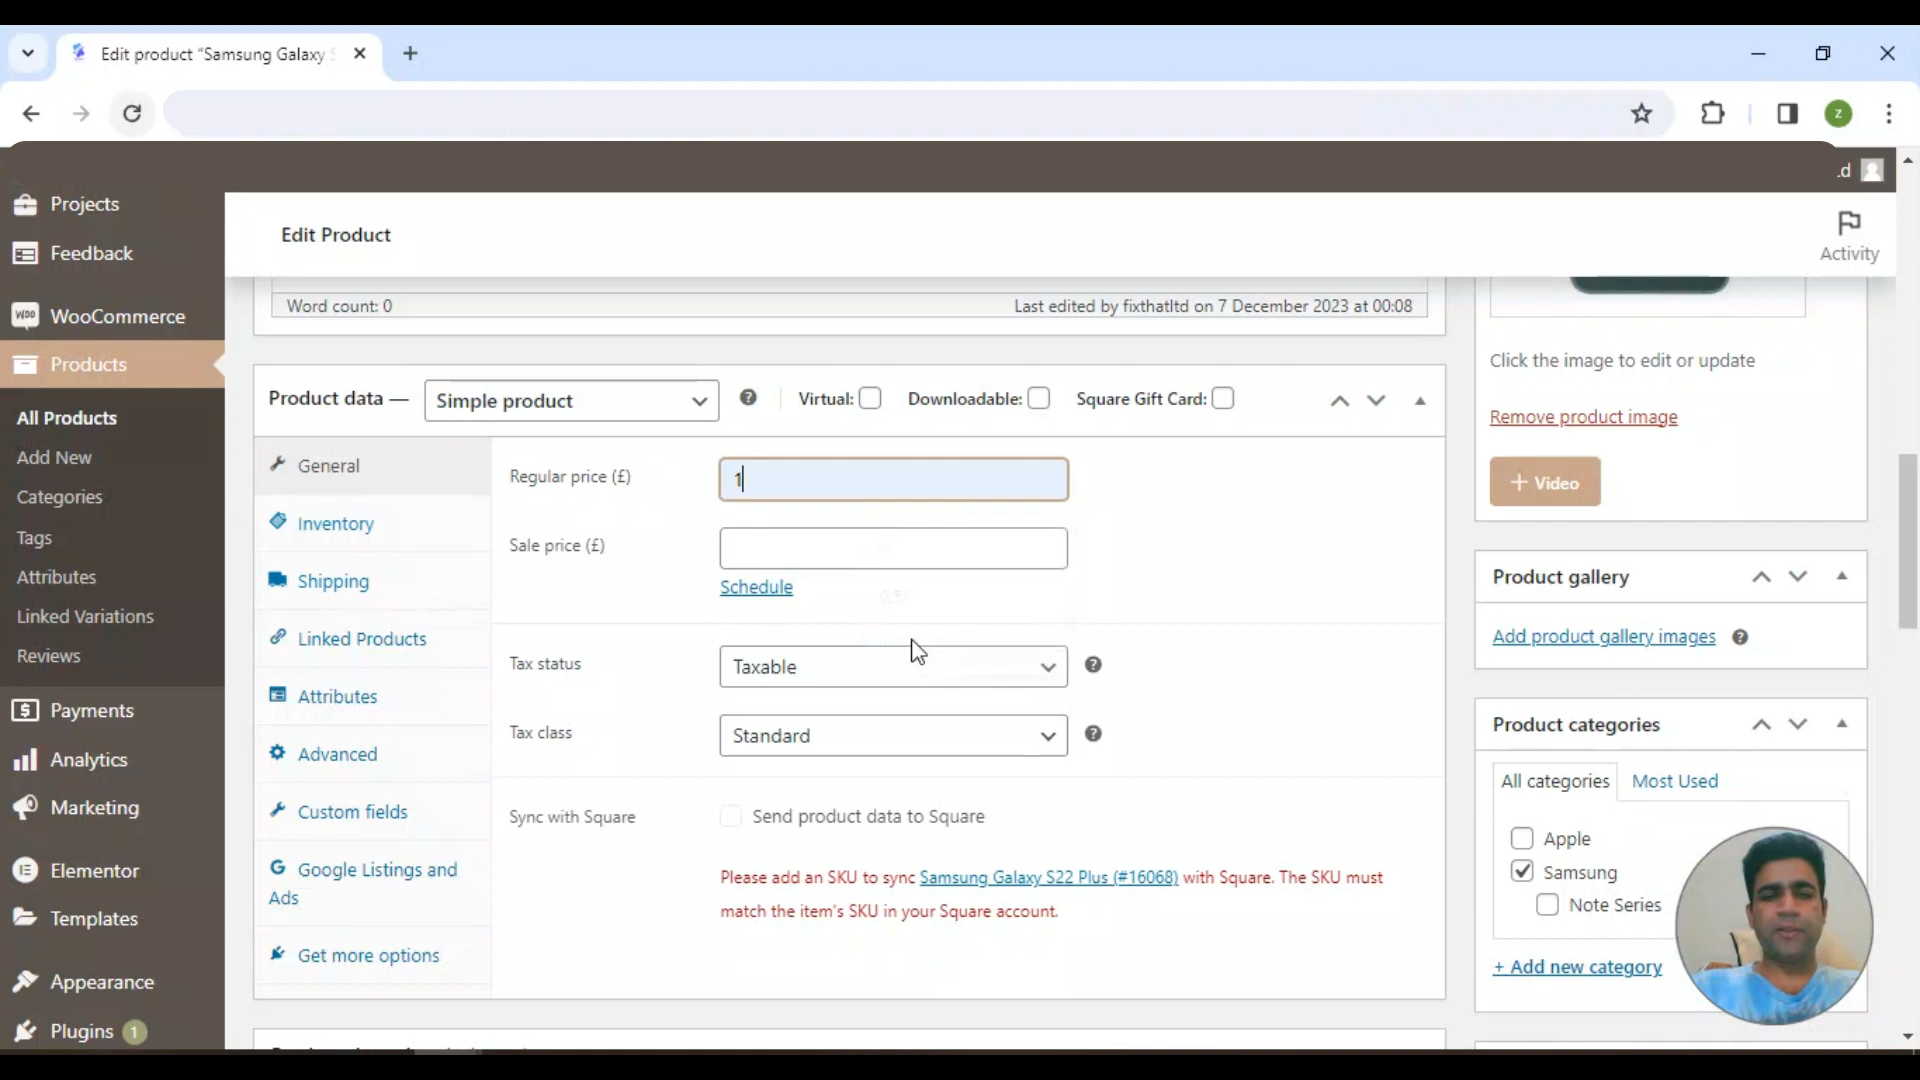 Edit product “Samsung Galaxy S
z
.d
Projects
Feedback
WooCommerce
Products
All Products
Add New
Categories
Tags
Attributes
Linked Variations
Reviews
Payments
Analytics
Marketing
Elementor
Templates
Appearance
Plugins 1
Edit Product
Activity
Word count: 0
Last edited by fixthatltd on 7 December 2023 at 00:08
Product data —
Simple product
Virtual:
Downloadable:
Square Gift Card:
General
Inventory
Shipping
Linked Products
Attributes
Advanced
Custom fields
Google Listings and
Ads
Get more options
Regular price (£)
1
Sale price (£)
Schedule
Tax status
Taxable
Tax class
Standard
Sync with Square
Send product data to Square
Please add an SKU to sync Samsung Galaxy S22 Plus (#16068) with Square. The SKU must
match the item's SKU in your Square account.
Click the image to edit or update
Remove product image
+ Video
Product gallery
Add product gallery images
Product categories
All categories
Most Used
Apple
Samsung
Note Series
+ Add new category